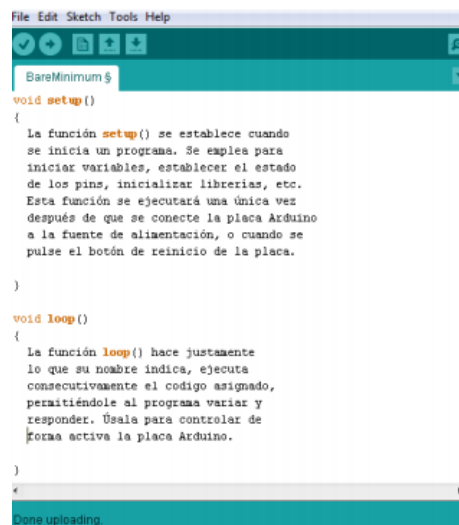 File Edit Sketch Tools Help
BareMinimum §
void setup()
{
La función setup() se establece cuando
se inicia un programa. Se emplea para
iniciar variables, establecer el estado
de los pins, inicializar librerias, etc.
Esta función se ejecutará una única vez
después de que se conecte la placa Arduino
a la fuente de alimentación, o cuando se
pulse el botón de reinicio de la placa.
}
void loop()
{
La función loop() hace justamente
lo que su nombre indica, ejecuta
consecutivamente el codigo asignado,
permitiéndole al programa variar y
responder. Úsala para controlar de
forma activa la placa Arduino.
}
Done uploading.